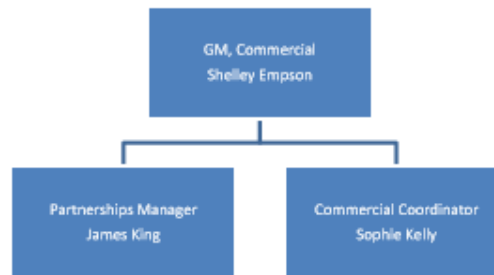 GM, Commercial
Shelley Empson
Partnerships Manager
James King
Commercial Coordinator
Sophie Kelly